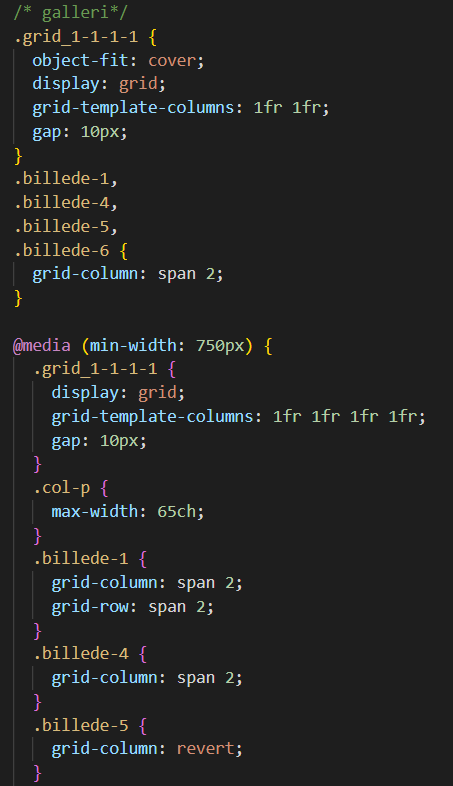 /* galleri*/
.grid_1-1-1-1 {
  object-fit: cover;
  display: grid;
  grid-template-columns: 1fr 1fr;
  gap: 10px;
}
.billede-1,
.billede-4,
.billede-5,
.billede-6 {
  grid-column: span 2;
}

@media (min-width: 750px) {
  .grid_1-1-1-1 {
    display: grid;
    grid-template-columns: 1fr 1fr 1fr 1fr;
    gap: 10px;
  }
  .col-p {
    max-width: 65ch;
  }
  .billede-1 {
    grid-column: span 2;
    grid-row: span 2;
  }
  .billede-4 {
    grid-column: span 2;
  }
  .billede-5 {
    grid-column: revert;
  }